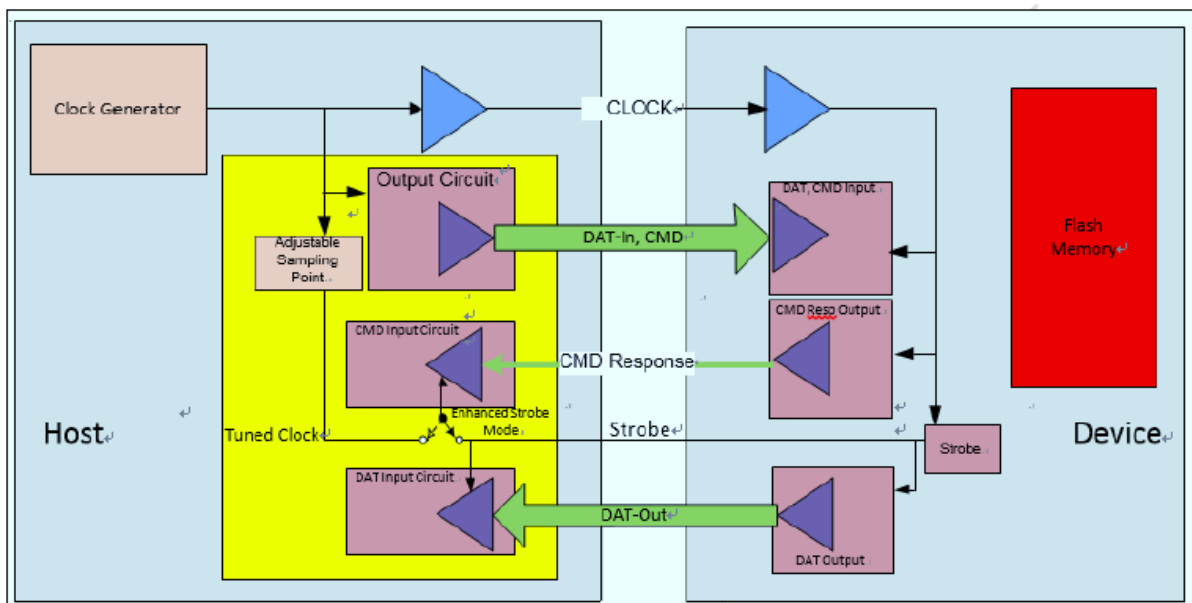 Clock Generator
CLOCK
Output Circuit
DAT, CMD Input
Adjustable
Sampling
Point
DAT-In, CMD
Flash
Memory
CMD Input Circuit
CMD Resp Output
CMD Response
Enhanced Strobe
Mode
Host
Tuned Clock
Strobe
Strobe
Device
DAT Input Circuit
DAT-Out
DAT Output